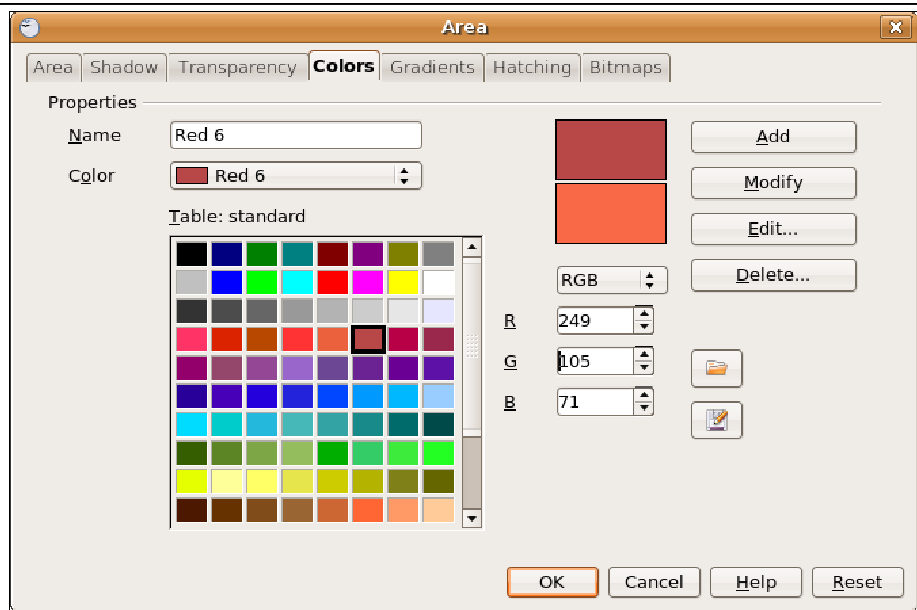 Area
Area Shadow Transparency Colors Gradients Hatching Bitmaps
Properties
Name Red 6 Add
Color Red 6 Modify
Table: standard Edit...
RGB Delete...
R 249
G 105
B 71
OK Cancel Help Reset